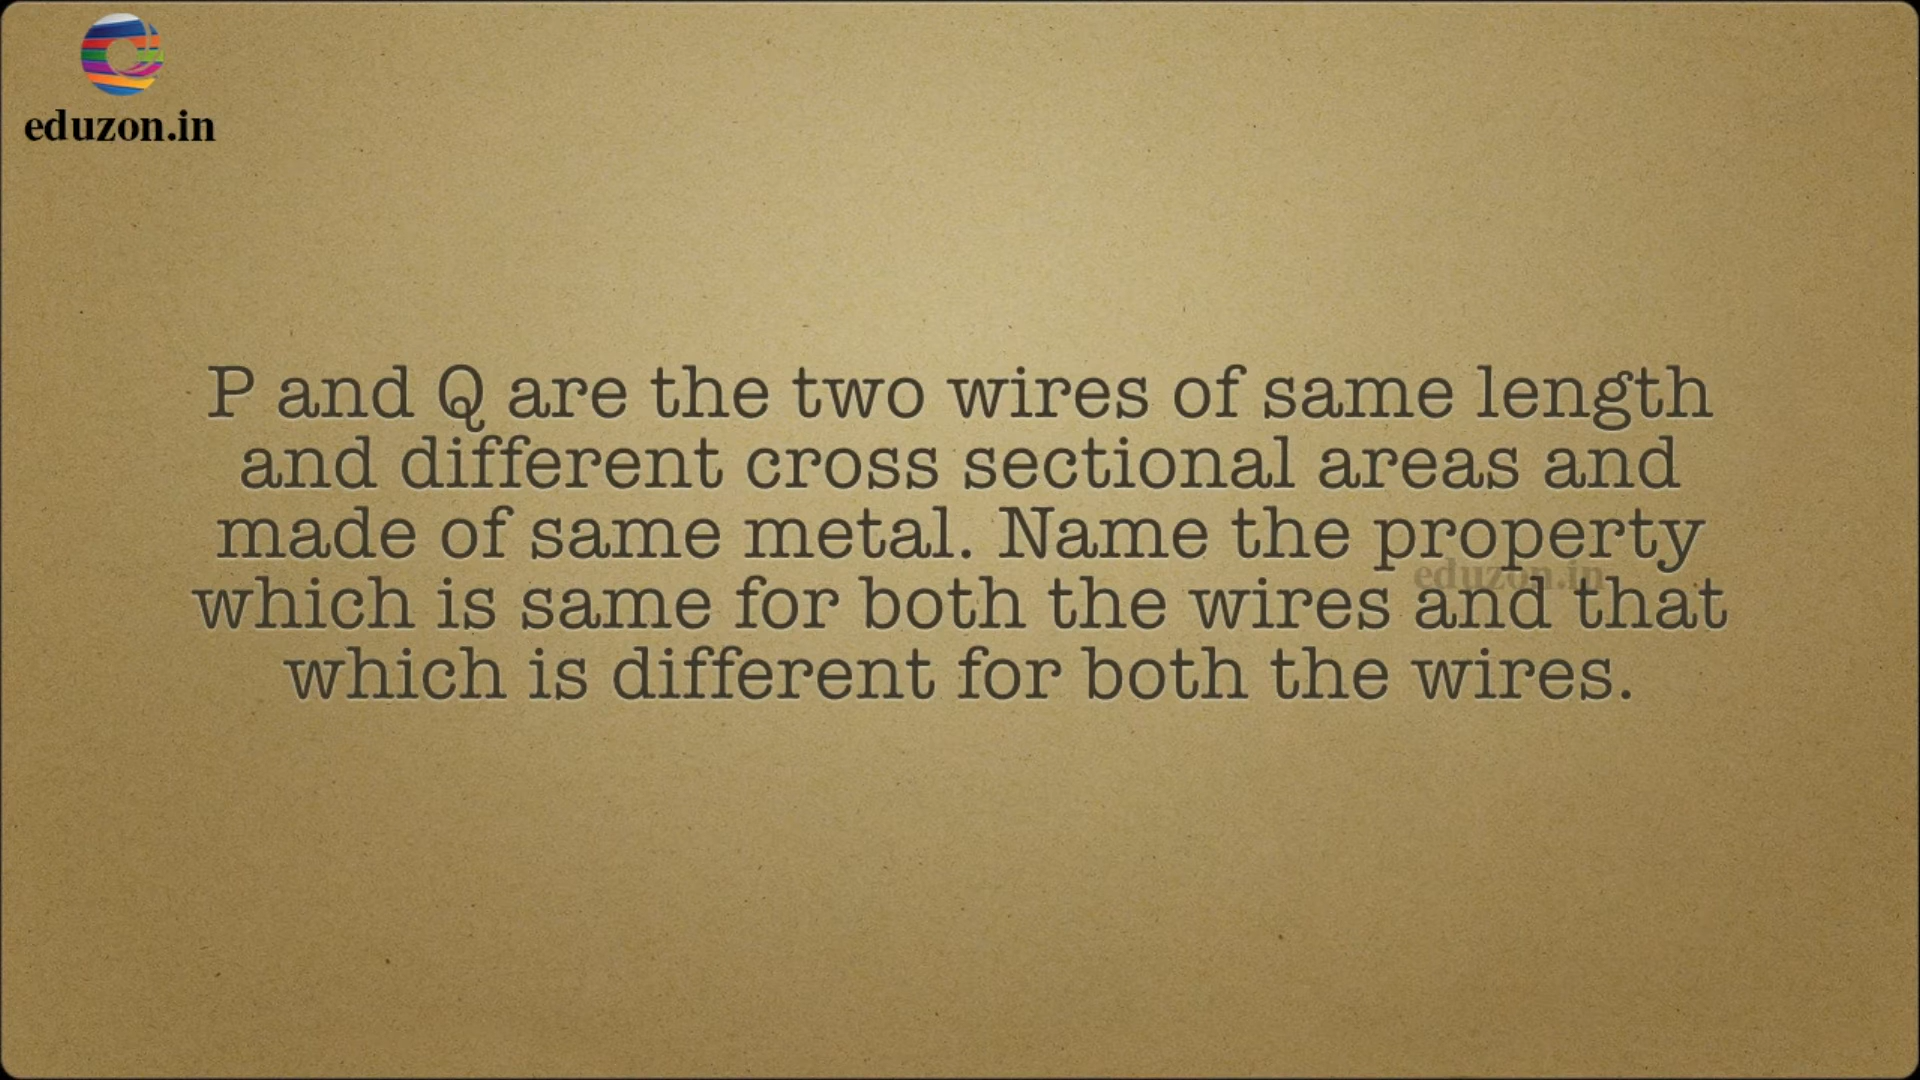 eduzon.in
P and Q are the two wires of same length
and different cross sectional areas and
made of same metal. Name the property
eduzon.in
which is same for both the wires and that
which is different for both the wires.